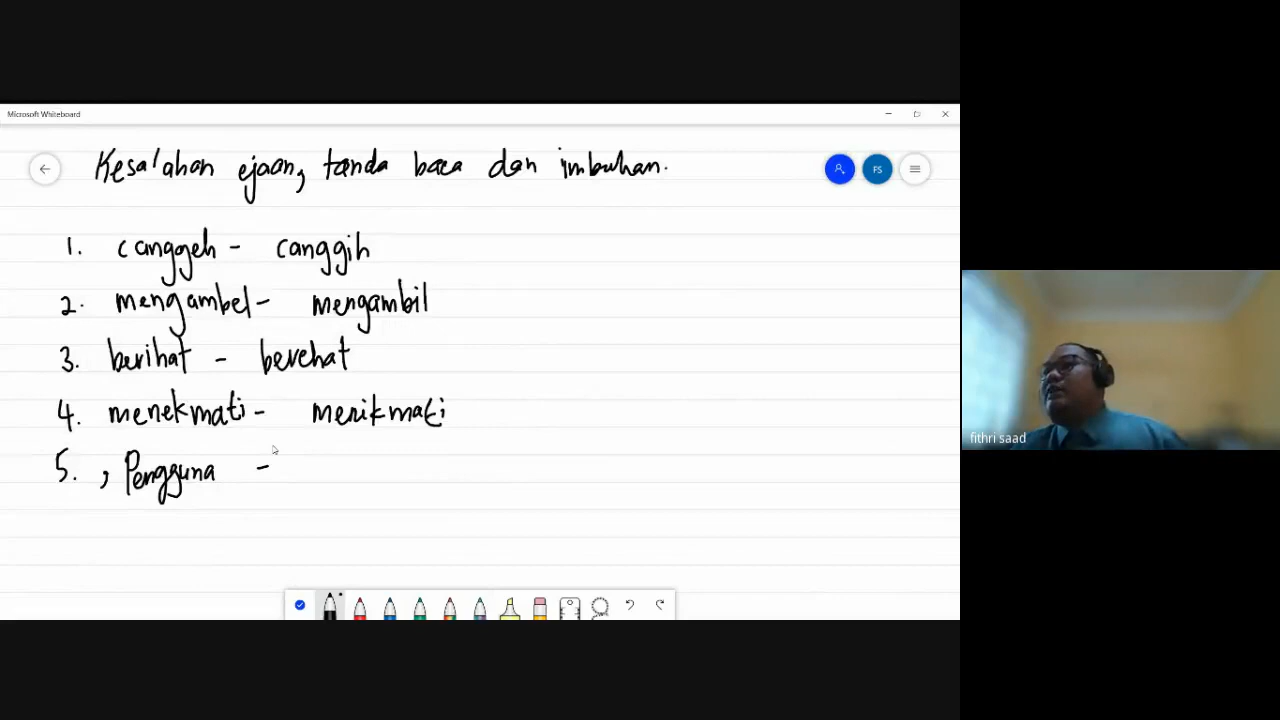 Microsoft Whiteboard
Kesalahan ejaan, tanda baca dan imbuhan.
FS
1. canggeh - canggih
2. mengambel - mengambil
3. berihat - berehat
4. menekmati - menikmati
5. , Pengguna -
fithri saad